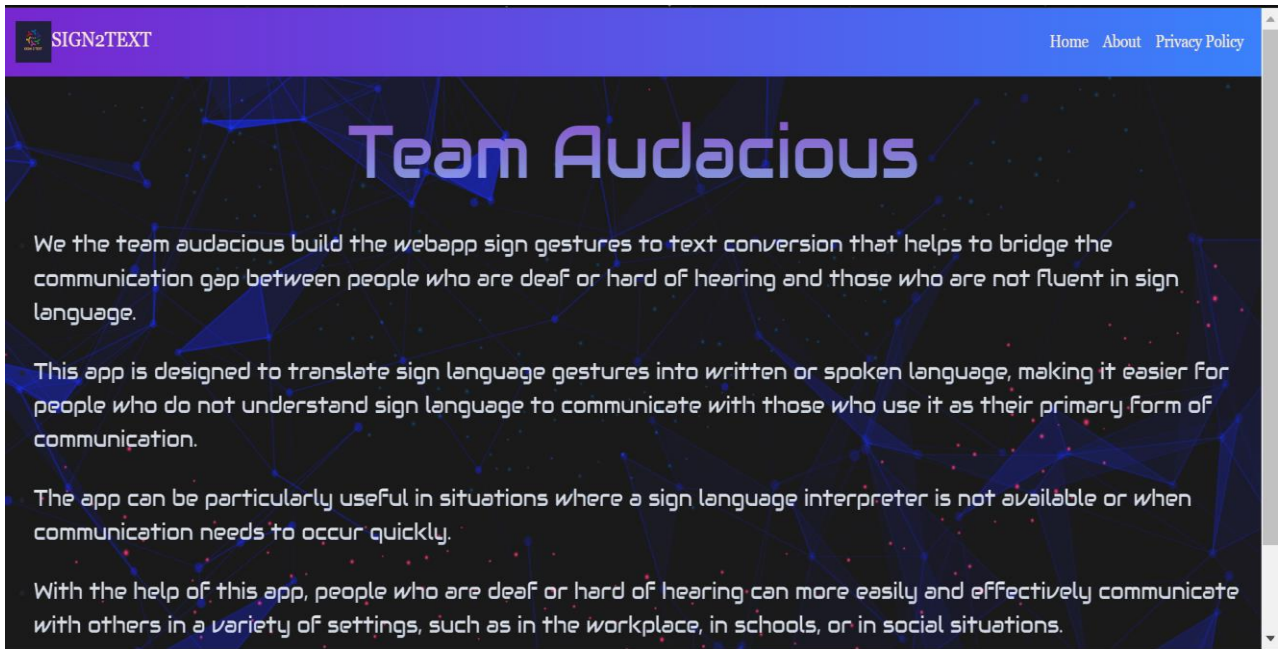 SIGN2TEXT
Home About Privacy Policy
Team Audacious
We the team audacious build the webapp sign gestures to text conversion that helps to bridge the
communication gap between people who are deaf or hard of hearing and those who are not fluent in sign
language.
This app is designed to translate sign language gestures into written or spoken language, making it easier for
people who do not understand sign language to communicate with those who use it as their primary form of
communication.
The app can be particularly useful in situations where a sign language interpreter is not available or when
communication needs to occur quickly.
With the help of this app, people who are deaf or hard of hearing can more easily and effectively communicate
with others in a variety of settings, such as in the workplace, in schools, or in social situations.